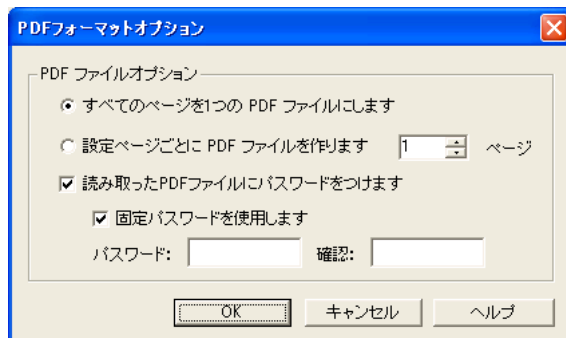 PDFフォーマットオプション
PDF ファイルオプション
すべてのページを1つの PDF ファイルにします
設定ページごとに PDF ファイルを作ります 1 ページ
読み取ったPDFファイルにパスワードをつけます
固定パスワードを使用します
パスワード: 確認:
OK キャンセル ヘルプ